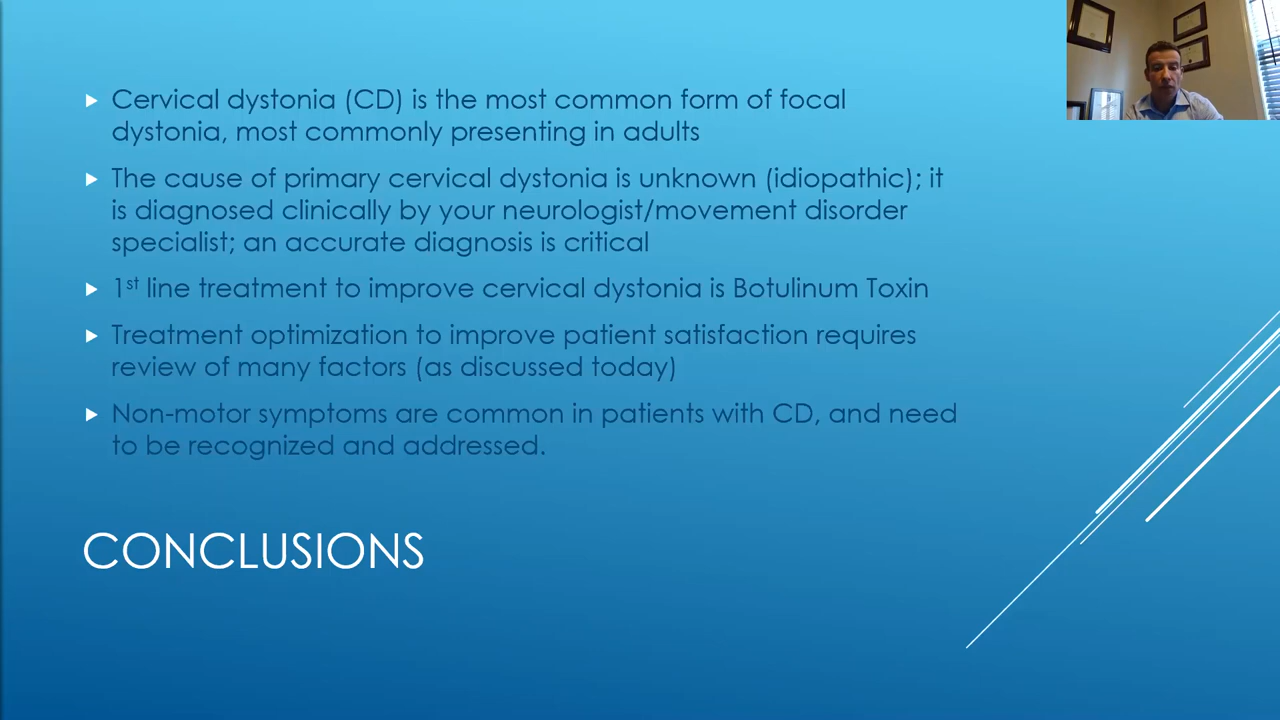 Cervical dystonia (CD) is the most common form of focal
dystonia, most commonly presenting in adults
The cause of primary cervical dystonia is unknown (idiopathic); it
is diagnosed clinically by your neurologist/movement disorder
specialist; an accurate diagnosis is critical
1st line treatment to improve cervical dystonia is Botulinum Toxin
Treatment optimization to improve patient satisfaction requires
review of many factors (as discussed today)
Non-motor symptoms are common in patients with CD, and need
to be recognized and addressed.
CONCLUSIONS